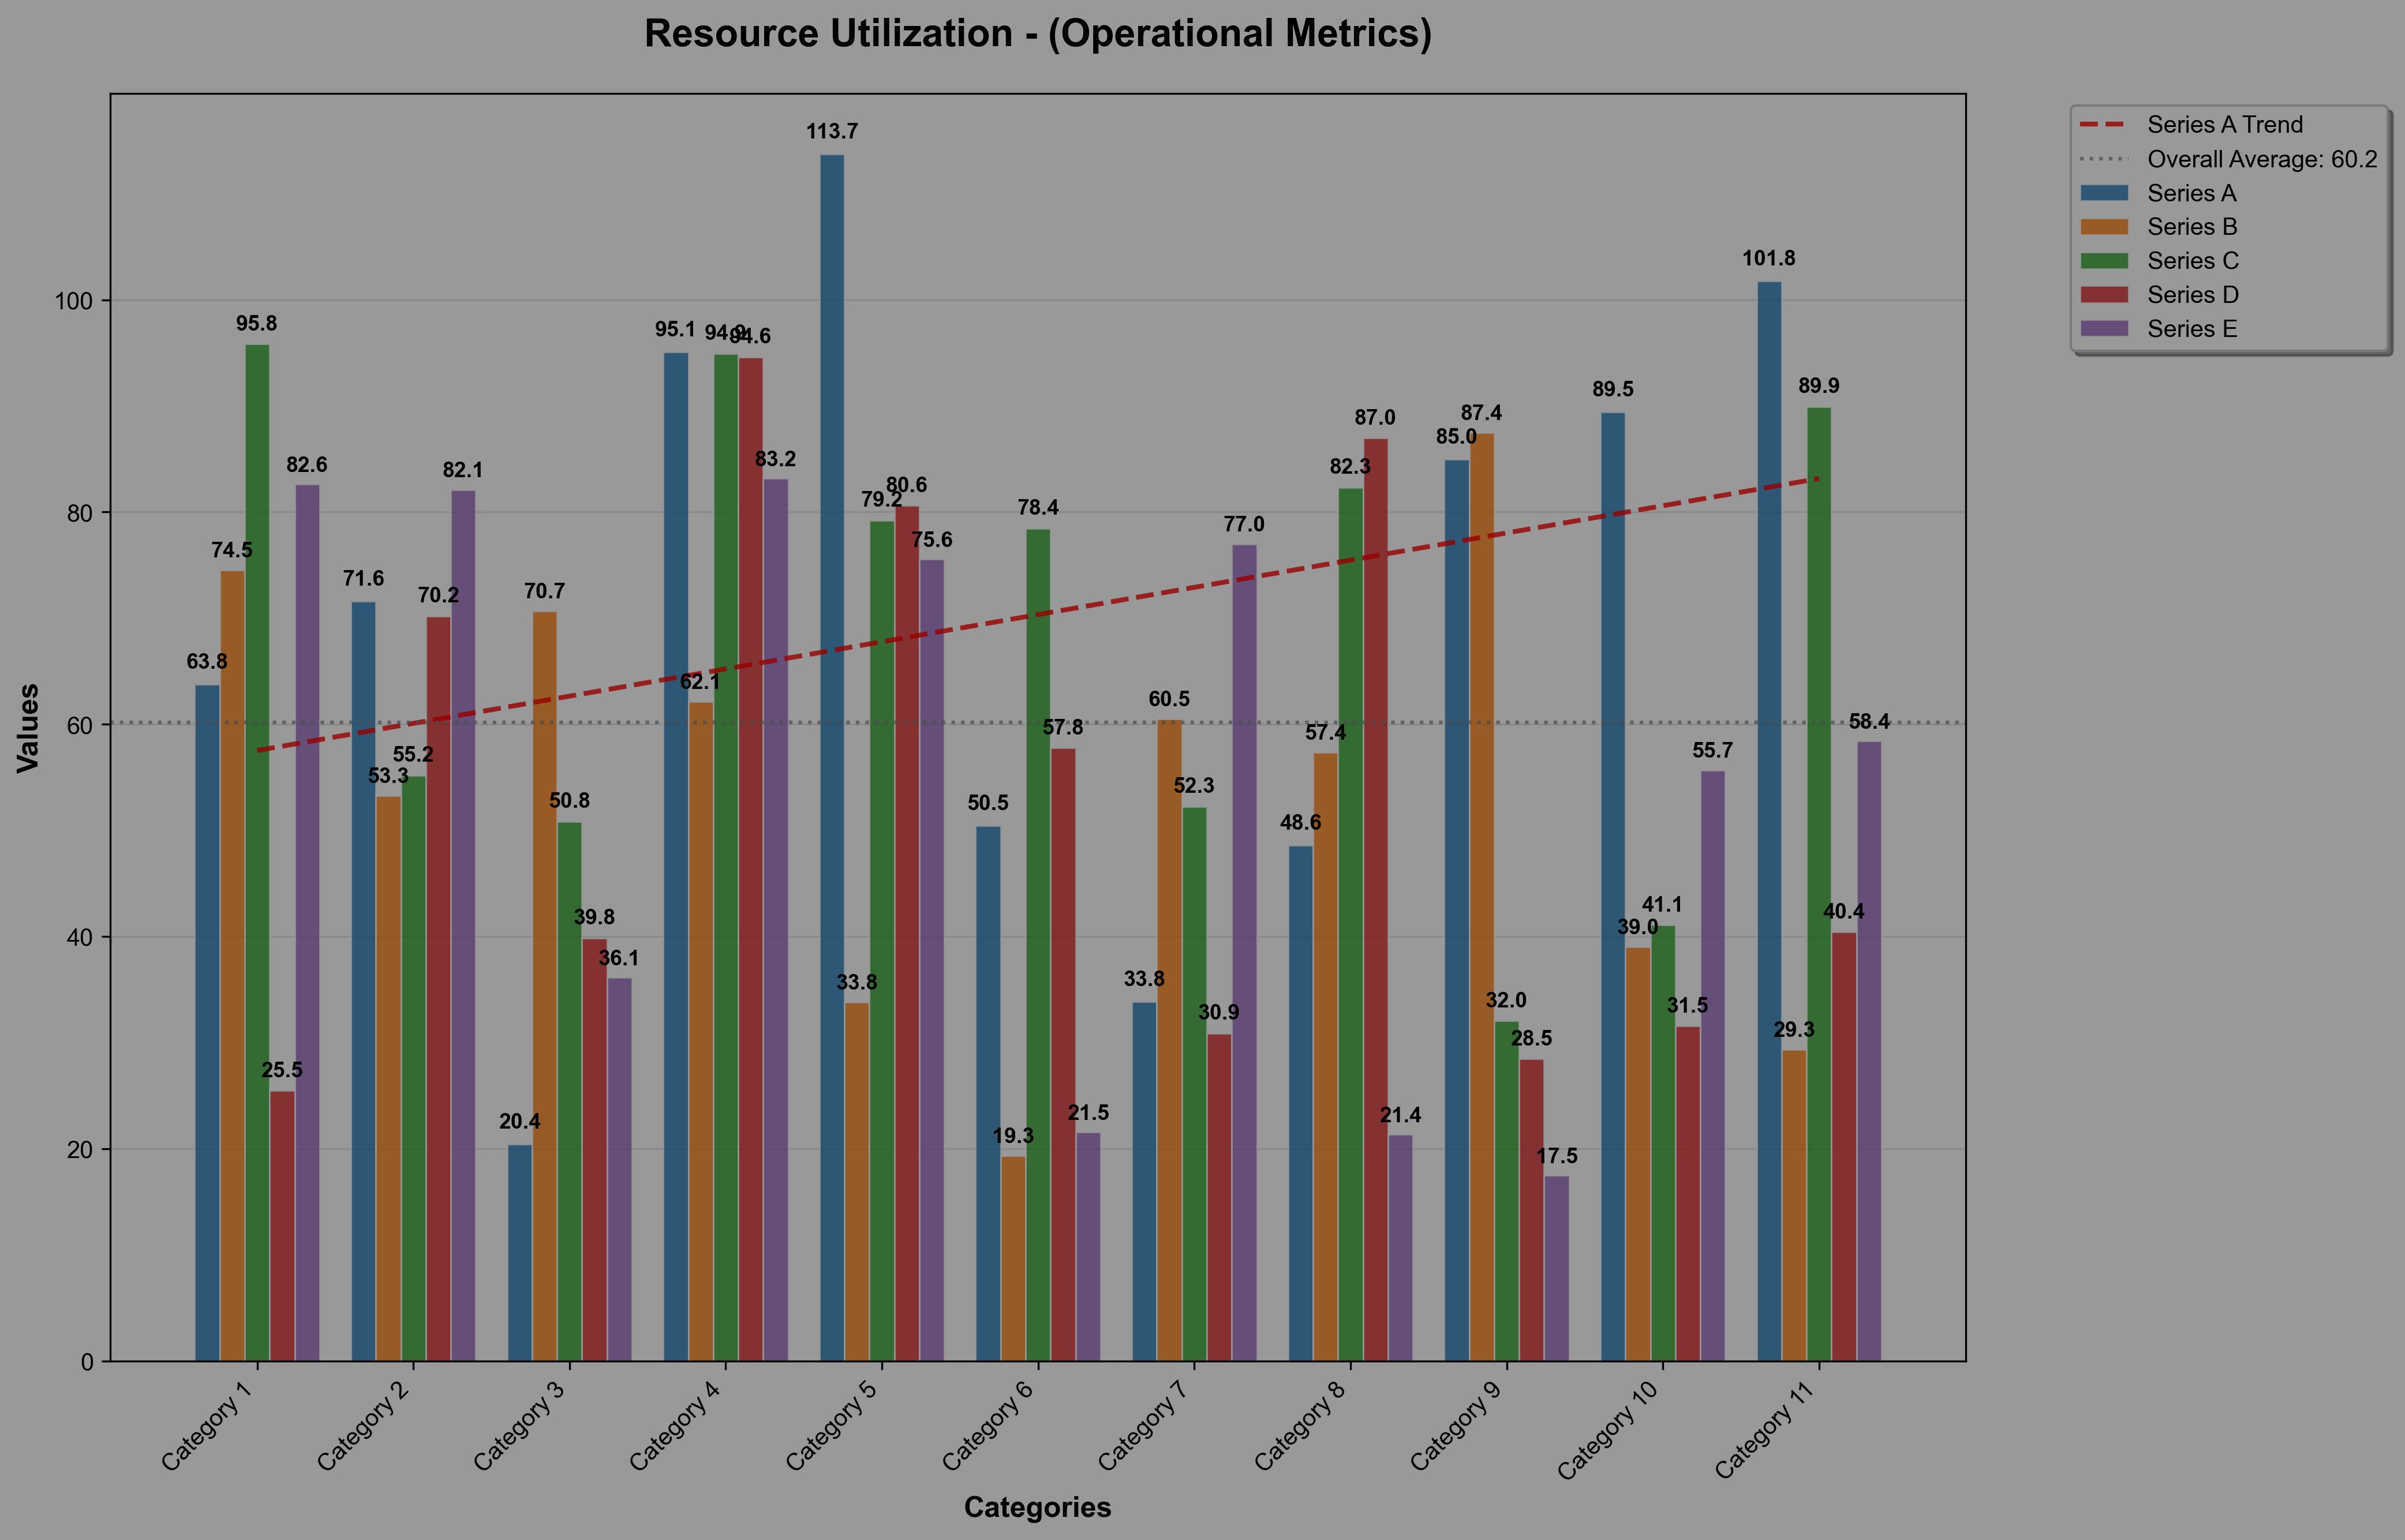 Resource Utilization - (Operational Metrics)
Series A Trend
Overall Average: 60.2
Series A
Series B
Series C
Series D
Series E
Values
100
80
60
40
20
0
63.8
74.5
95.8
25.5
82.6
71.6
53.3
55.2
70.2
82.1
20.4
70.7
50.8
39.8
36.1
95.1
62.1
94.9
94.6
83.2
113.7
33.8
79.2
80.6
75.6
50.5
19.3
78.4
57.8
21.5
33.8
60.5
52.3
30.9
77.0
48.6
57.4
82.3
87.0
21.4
85.0
87.4
32.0
28.5
17.5
89.5
39.0
41.1
31.5
55.7
101.8
29.3
89.9
40.4
58.4
Category 1
Category 2
Category 3
Category 4
Category 5
Category 6
Category 7
Category 8
Category 9
Category 10
Category 11
Categories